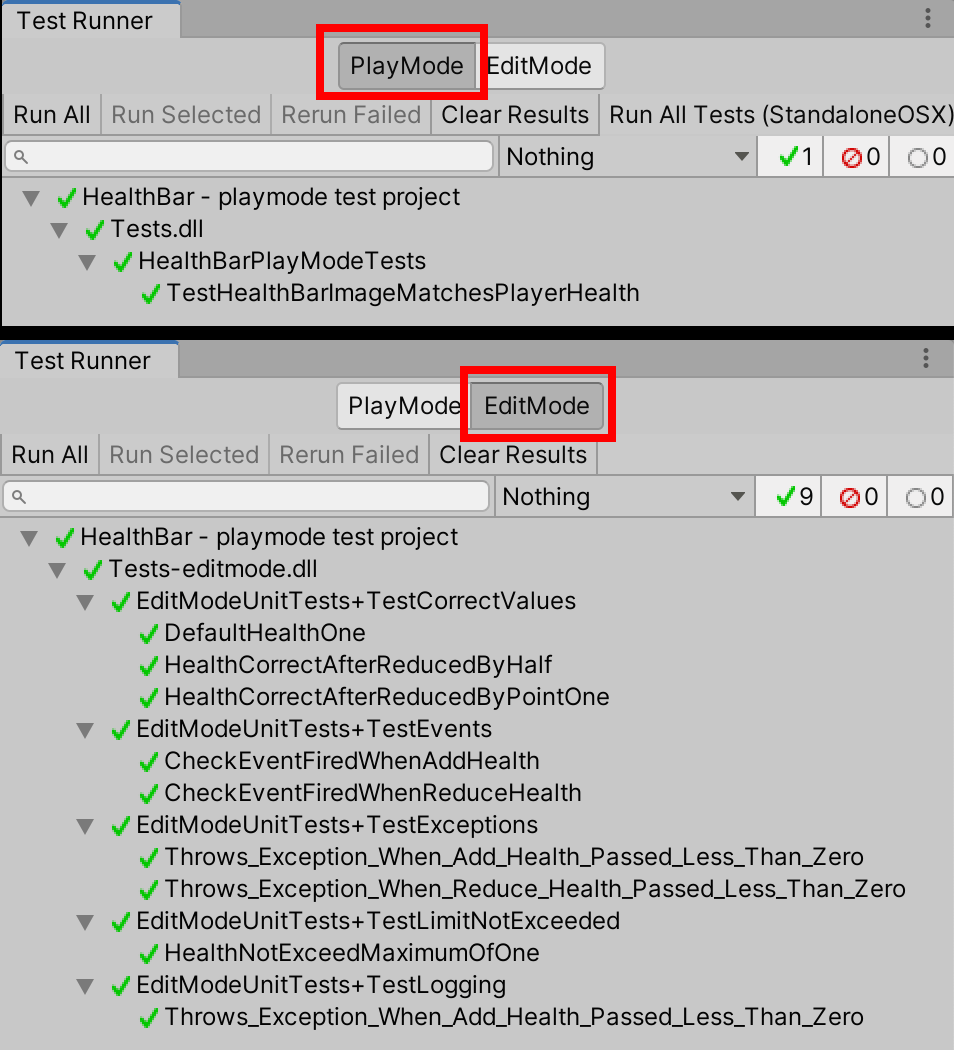 Test Runner
PlayMode EditMode
Run All Run Selected Rerun Failed Clear Results Run All Tests (StandaloneOSX)
Nothing 1 0 0
HealthBar - playmode test project
Tests.dll
HealthBarPlayModeTests
TestHealthBarImageMatchesPlayerHealth
Test Runner
PlayMode EditMode
Run All Run Selected Rerun Failed Clear Results
Nothing 9 0 0
HealthBar - playmode test project
Tests-editmode.dll
EditModeUnitTests+TestCorrectValues
DefaultHealthOne
HealthCorrectAfterReducedByHalf
HealthCorrectAfterReducedByPointOne
EditModeUnitTests+TestEvents
CheckEventFiredWhenAddHealth
CheckEventFiredWhenReduceHealth
EditModeUnitTests+TestExceptions
Throws_Exception_When_Add_Health_Passed_Less_Than_Zero
Throws_Exception_When_Reduce_Health_Passed_Less_Than_Zero
EditModeUnitTests+TestLimitNotExceeded
HealthNotExceedMaximumOfOne
EditModeUnitTests+TestLogging
Throws_Exception_When_Add_Health_Passed_Less_Than_Zero